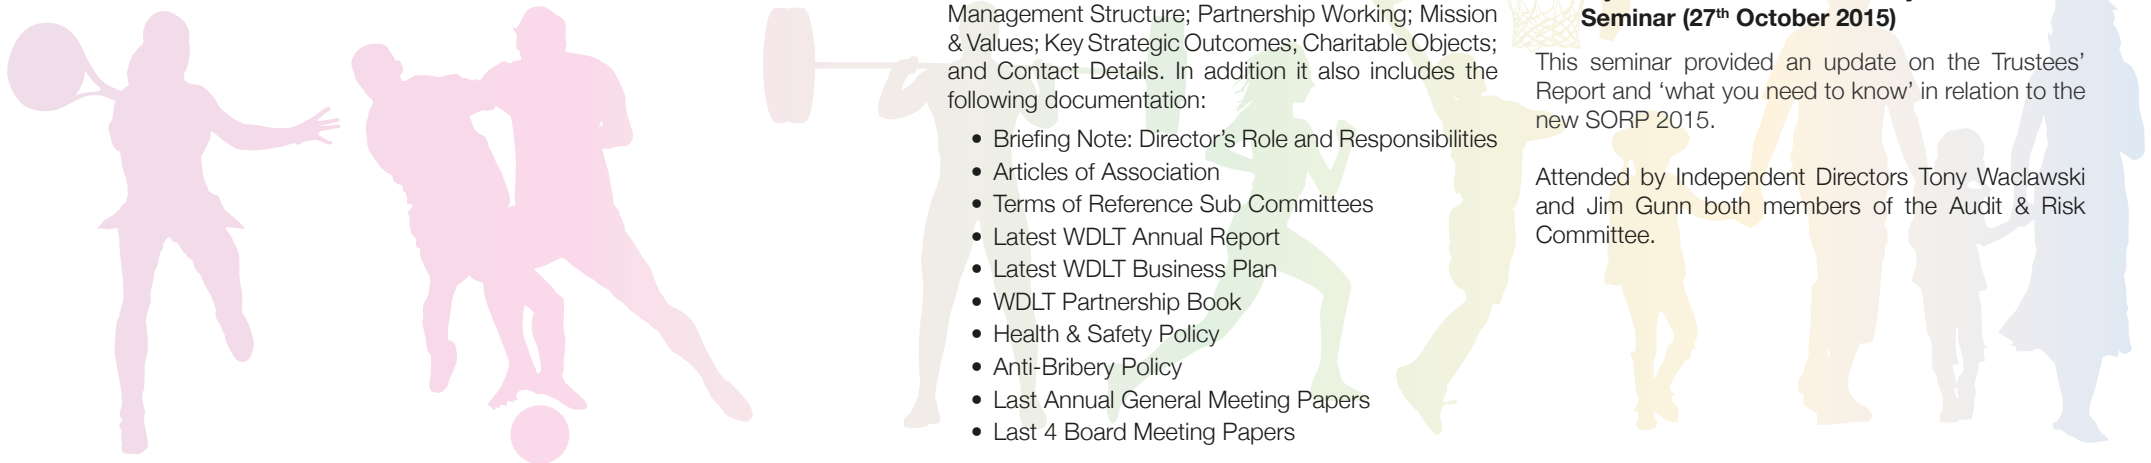 Management Structure; Partnership Working; Mission
& Values; Key Strategic Outcomes; Charitable Objects;
and Contact Details. In addition it also includes the
following documentation:
• Briefing Note: Director’s Role and Responsibilities
• Articles of Association
• Terms of Reference Sub Committees
• Latest WDLT Annual Report
• Latest WDLT Business Plan
• WDLT Partnership Book
• Health & Safety Policy
• Anti-Bribery Policy
• Last Annual General Meeting Papers
• Last 4 Board Meeting Papers
Seminar (27th October 2015)
This seminar provided an update on the Trustees’
Report and ‘what you need to know’ in relation to the
new SORP 2015.
Attended by Independent Directors Tony Waclawski
and Jim Gunn both members of the Audit & Risk
Committee.